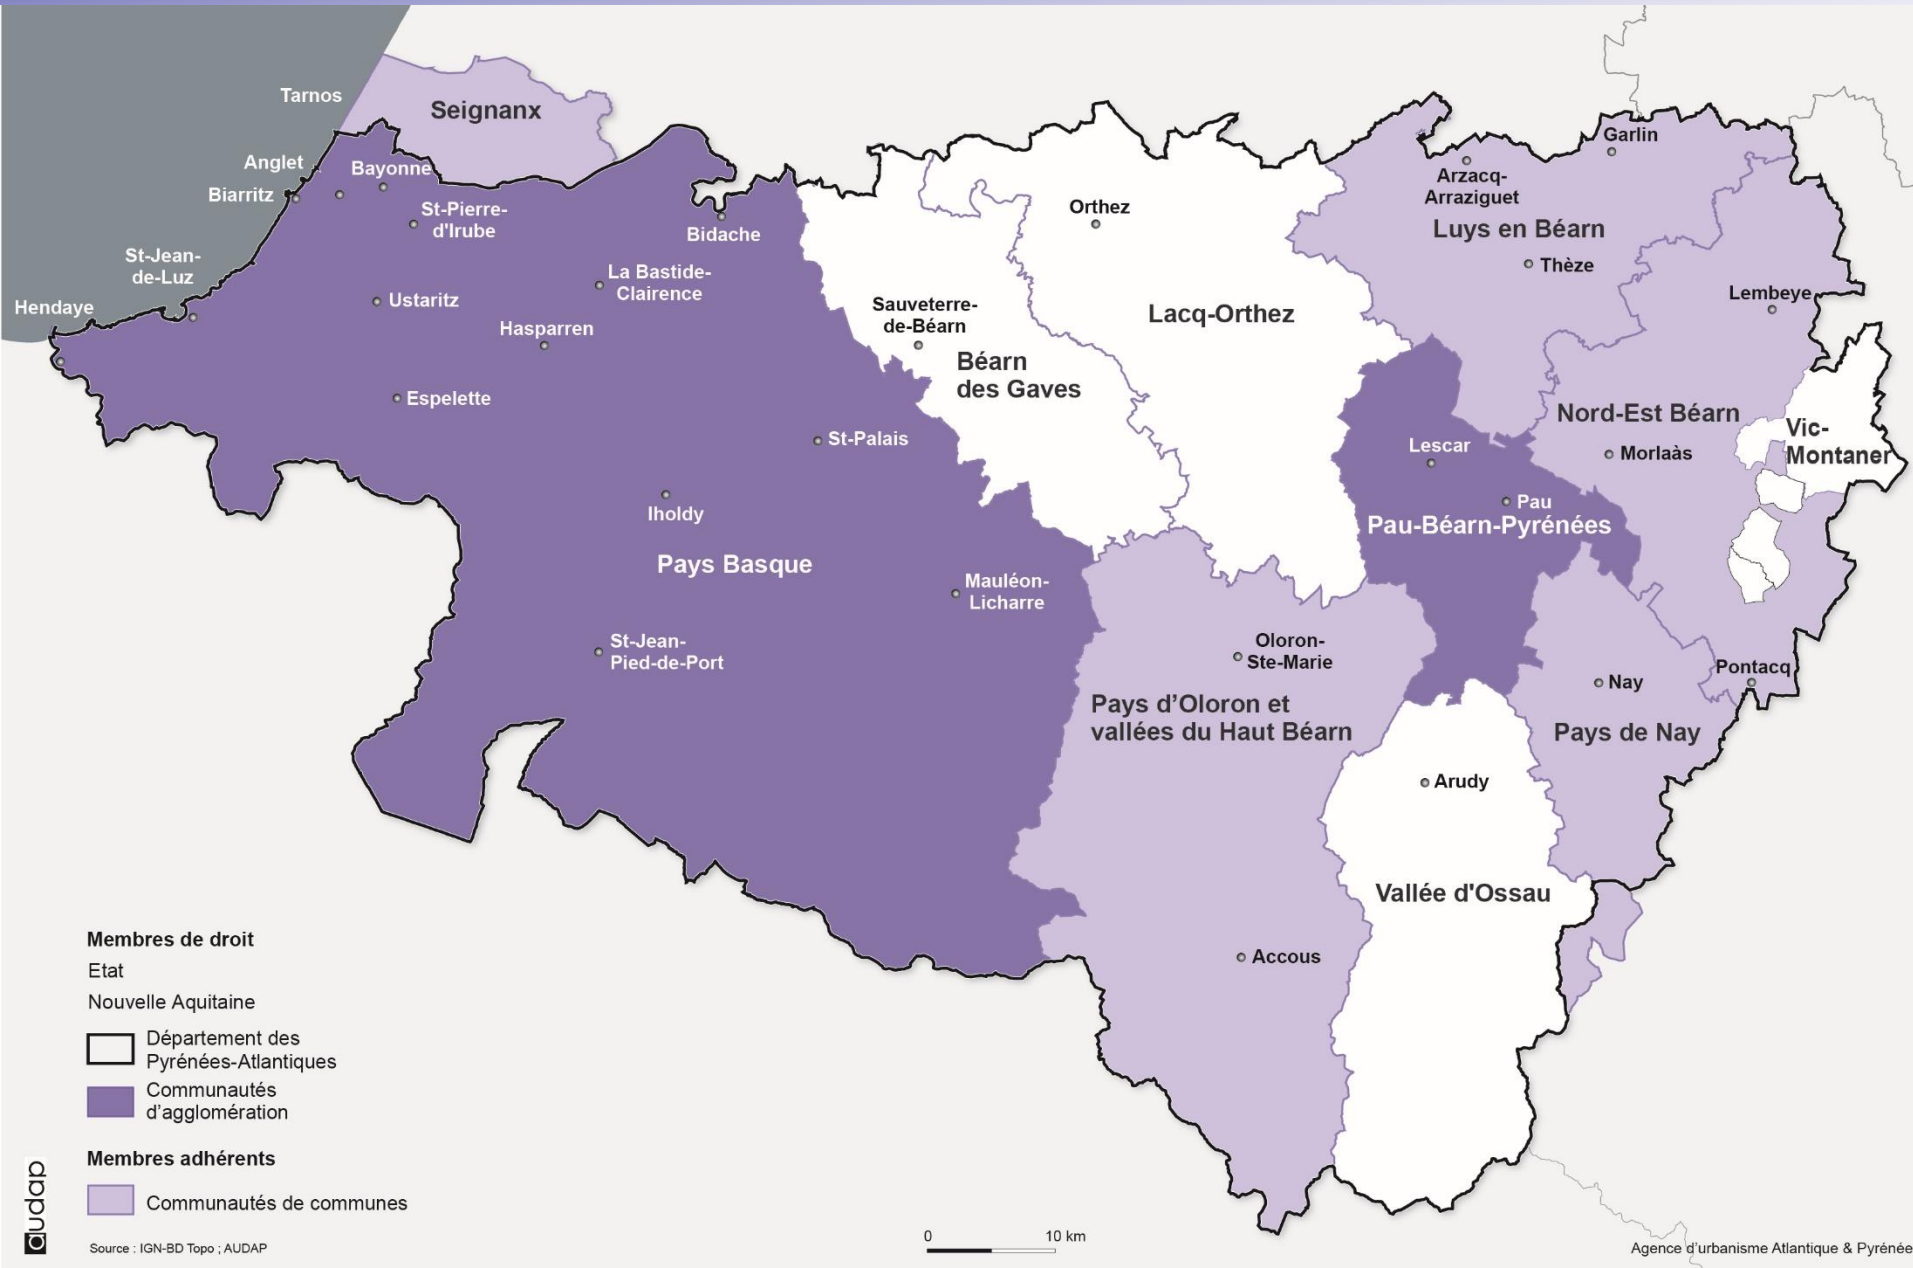 Tarnos
Seignanx
Anglet
Bayonne
Biarritz
St-Pierre-
d'Irube
Bidache
St-Jean-
de-Luz
La Bastide-
Clairence
Hendaye
Ustaritz
Hasparren
Espelette
St-Palais
Iholdy
Pays Basque
Mauléon-
Licharre
St-Jean-
Pied-de-Port
Sauveterre-
de-Béarn
Béarn
des Gaves
Orthez
Lacq-Orthez
Garlin
Arzacq-
Arraziguet
Luys en Béarn
Thèze
Lembeye
Nord-Est Béarn
Morlaàs
Vic-
Montaner
Lescar
Pau
Pau-Béarn-Pyrénées
Oloron-
Ste-Marie
Pays d’Oloron et
vallées du Haut Béarn
Nay
Pontacq
Pays de Nay
Arudy
Vallée d'Ossau
Accous
Membres de droit
Etat
Nouvelle Aquitaine
Département des
Pyrénées-Atlantiques
Communautés
d’agglomération
Membres adhérents
Communautés de communes
audap
Source : IGN-BD Topo ; AUDAP
0 10 km
Agence d’urbanisme Atlantique & Pyrénée